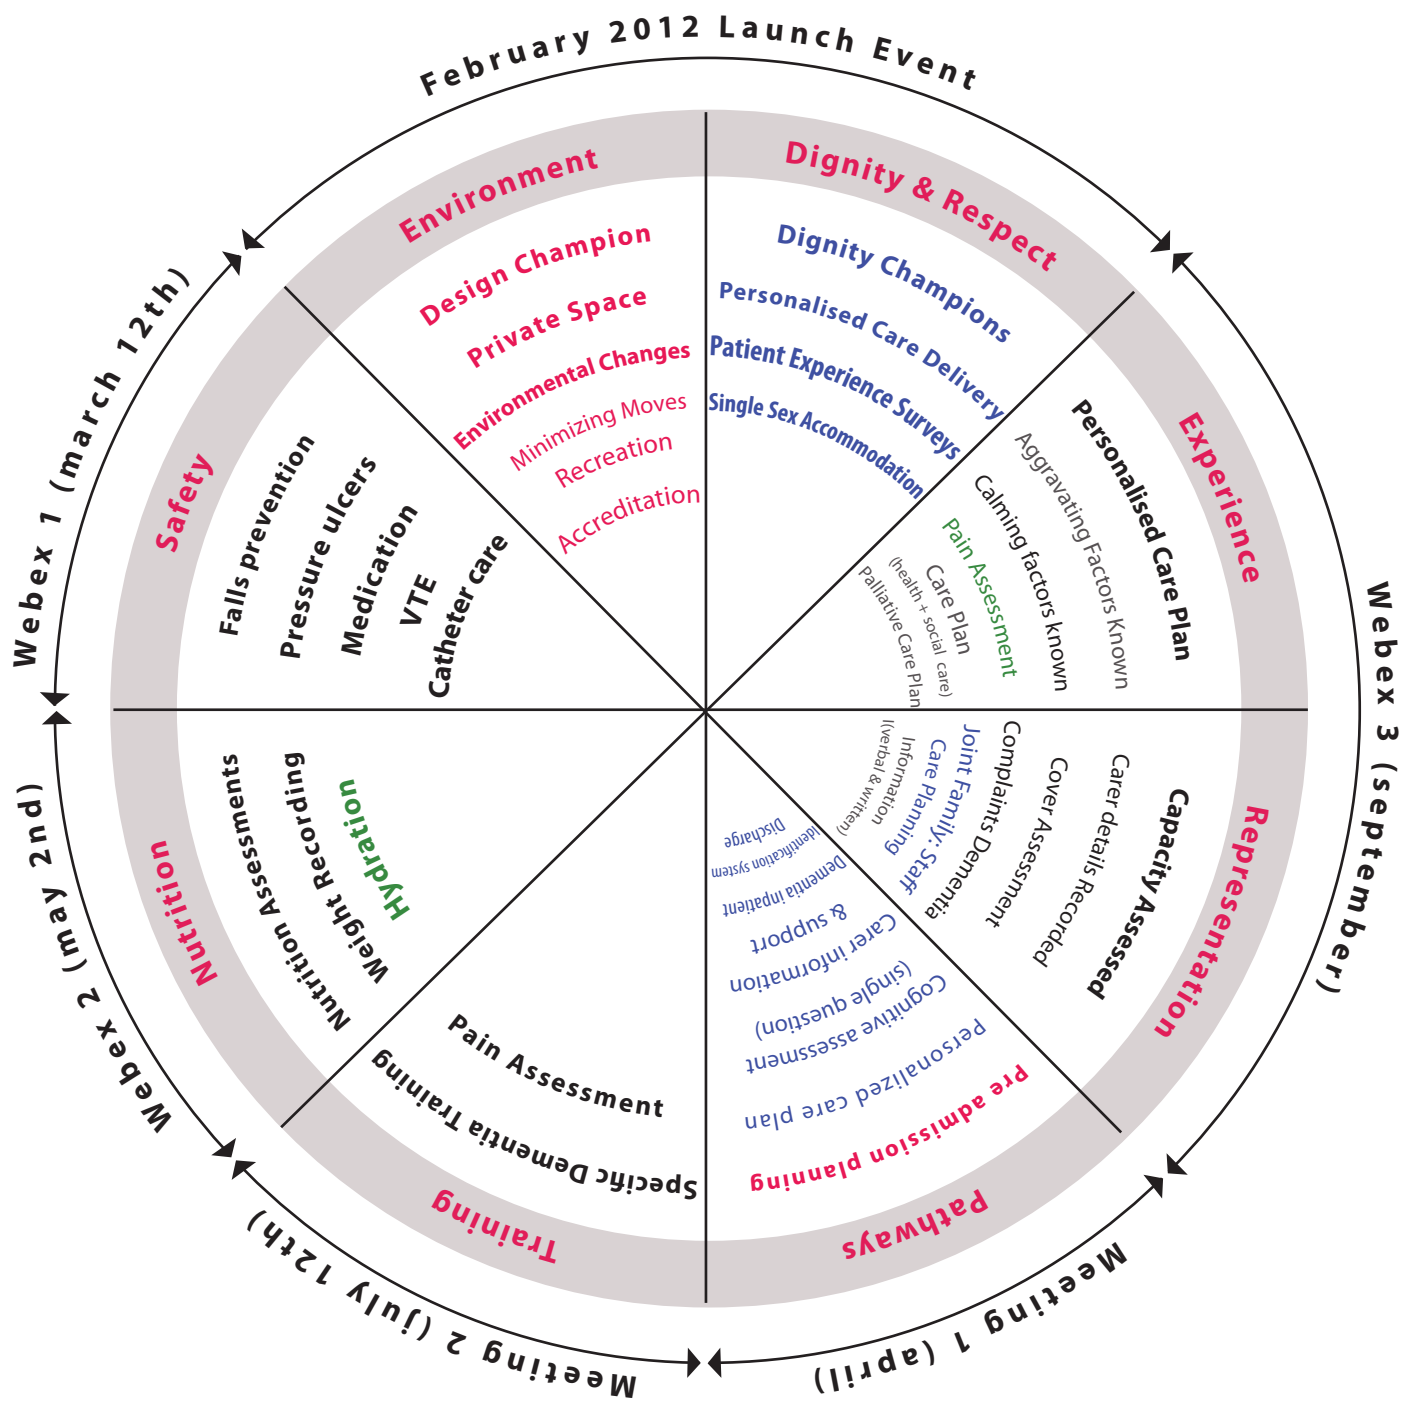 February 2012 Launch Event
Dignity & Respect
Dignity Champions
Personalised Care Delivery
Patient Experience Surveys
Single Sex Accommodation
Webex 3 (september)
Experience
Personalised Care Plan
Aggravating Factors Known
Calming factors known
Pain Assessment
Care Plan
(health + social care)
Palliative Care Plan
Representation
Capacity Assessed
Carer details Recorded
Cover Assessment
Complaints Dementia
Joint Family: Staff
Care Planning
Information
I(verbal & written)
Meeting 1 (april)
Pathways
Pre admission planning
Personalized care plan
Cognitive assessment
(single question)
Carer information
& support
Dementia inpatient
identification system
Discharge
Meeting 2 (july 12th)
Training
Specific Dementia Training
Pain Assessment
Webex 2 (may 2nd)
Nutrition
Nutrition Assessments
Weight Recording
Hydration
Webex 1 (march 12th)
Safety
Falls prevention
Pressure ulcers
Medication
VTE
Catheter care
Environment
Design Champion
Private Space
Environmental Changes
Minimizing Moves
Recreation
Accreditation